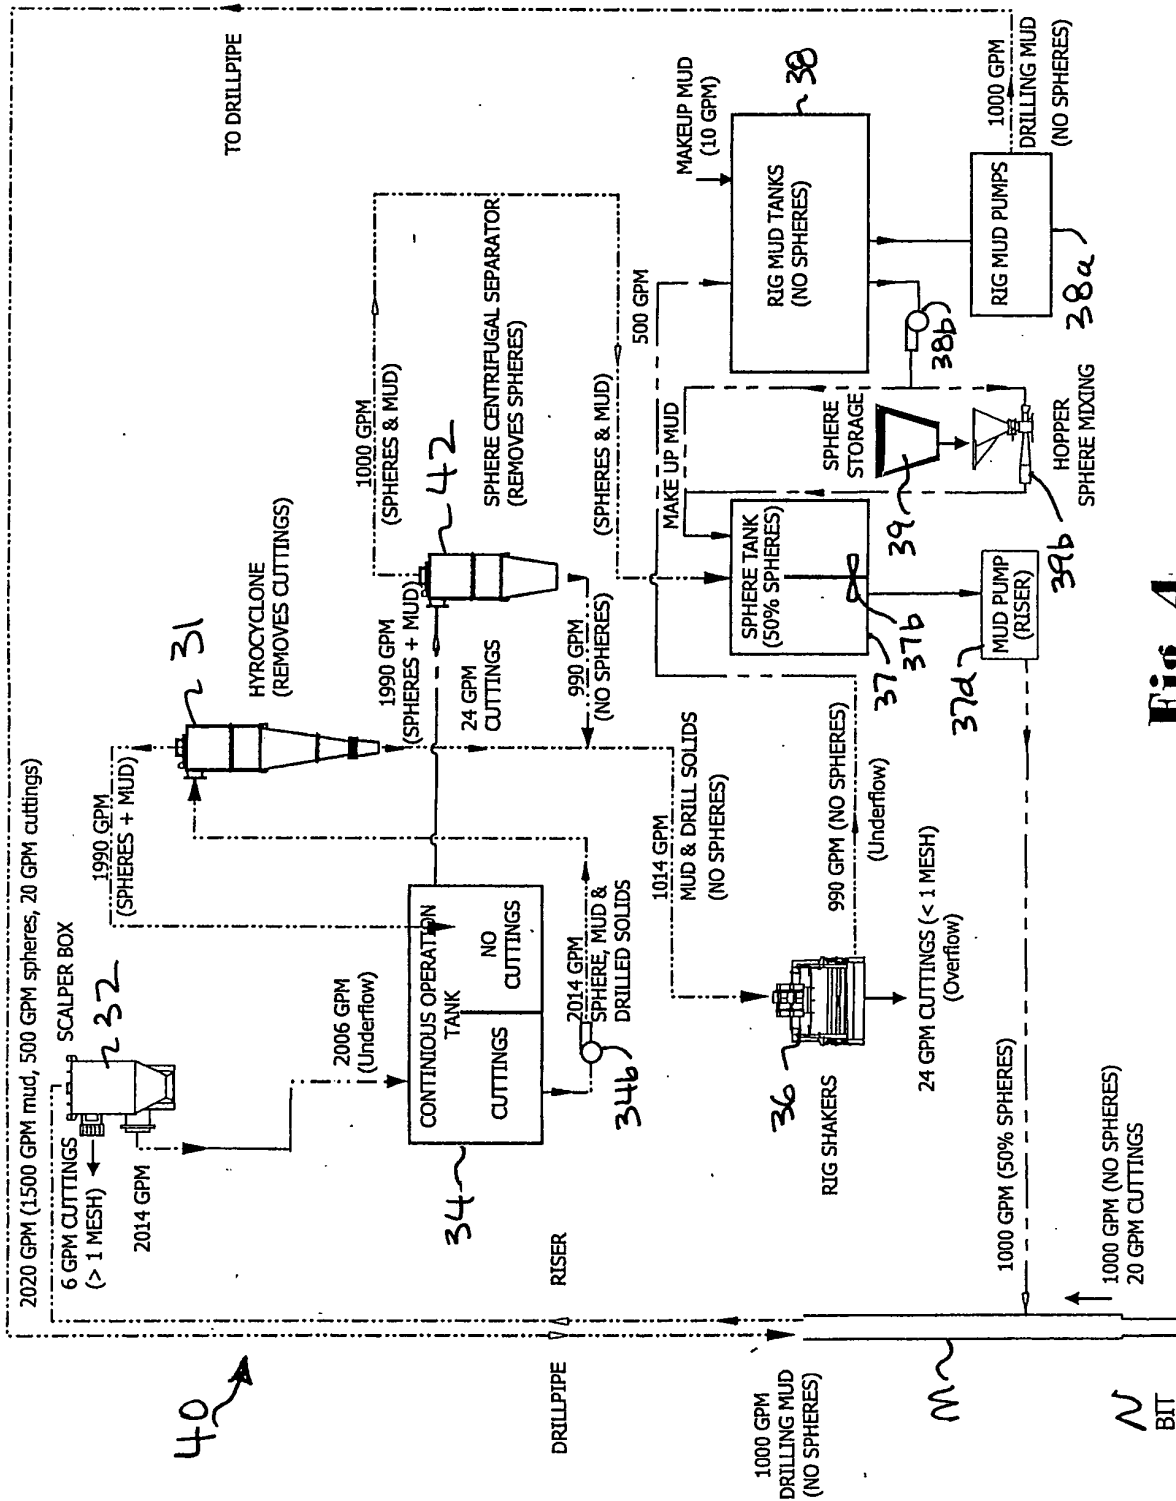 40
2020 GPM (1500 GPM mud, 500 GPM spheres, 20 GPM cuttings)
TO DRILLPIPE
6 GPM CUTTINGS
(> 1 MESH)
SCALPER BOX
232
2014 GPM
1990 GPM
(SPHERES + MUD)
31
HYROCYCLONE
(REMOVES CUTTINGS)
1000 GPM
(SPHERES & MUD)
2006 GPM
(Underflow)
34
CONTINIOUS OPERATION
TANK
CUTTINGS
NO
CUTTINGS
1990 GPM
(SPHERES + MUD)
42
SPHERE CENTRIFUGAL SEPARATOR
(REMOVES SPHERES)
24 GPM
CUTTINGS
34b
2014 GPM
SPHERE, MUD &
DRILLED SOLIDS
990 GPM
(NO SPHERES)
(SPHERES & MUD)
DRILLPIPE
RISER
1014 GPM
MUD & DRILL SOLIDS
(NO SPHERES)
500 GPM
MAKEUP MUD
(10 GPM)
38
36
RIG SHAKERS
990 GPM (NO SPHERES)
(Underflow)
24 GPM CUTTINGS (< 1 MESH)
(Overflow)
MAKE UP MUD
SPHERE TANK
(50% SPHERES)
37
37b
SPHERE
STORAGE
39
RIG MUD TANKS
(NO SPHERES)
38b
1000 GPM
DRILLING MUD
(NO SPHERES)
M
1000 GPM (50% SPHERES)
37d
MUD PUMP
(RISER)
39b
HOPPER
SPHERE MIXING
RIG MUD PUMPS
38a
1000 GPM
DRILLING MUD
(NO SPHERES)
1000 GPM (NO SPHERES)
20 GPM CUTTINGS
N
BIT
Fig. 4